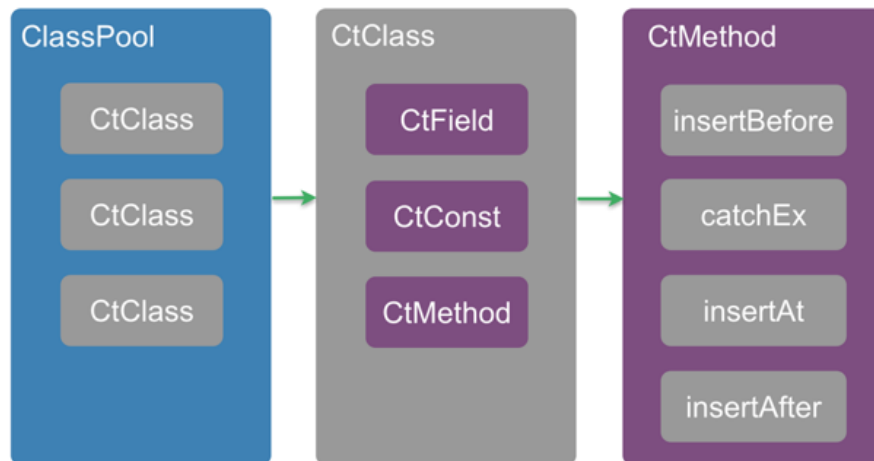 ClassPool
CtClass
CtClass
CtClass
CtClass
CtField
CtConst
CtMethod
CtMethod
insertBefore
catchEx
insertAt
insertAfter